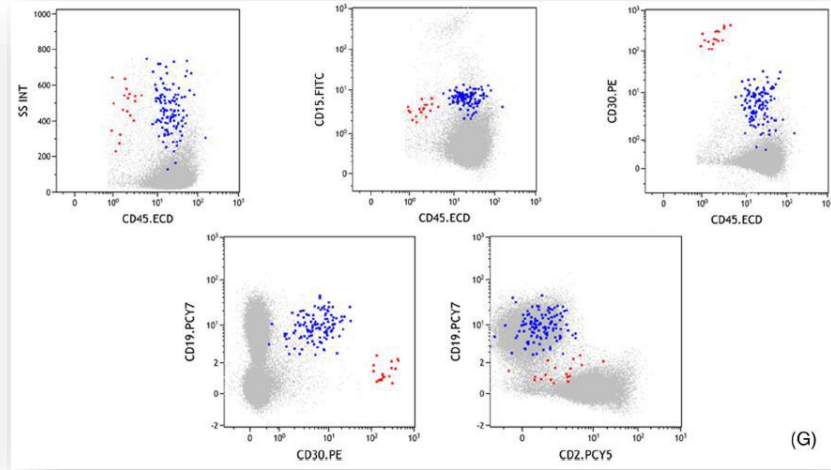 1000
800
600
400
200
0
SS INT
0 10⁰ 10¹ 10² 10³
CD45.ECD
10³
10²
10¹
10⁰
0
CD15.FITC
0 10⁰ 10¹ 10² 10³
CD45.ECD
10³
10²
10¹
10⁰
0
CD30.PE
0 10⁰ 10¹ 10² 10³
CD45.ECD
10³
10²
10¹
2
0
-2
CD19.PCY7
0 10⁰ 10¹ 10² 10³
CD30.PE
10³
10²
10¹
2
0
-2
CD19.PCY7
0 10¹ 10² 10³
CD2.PCY5
(G)